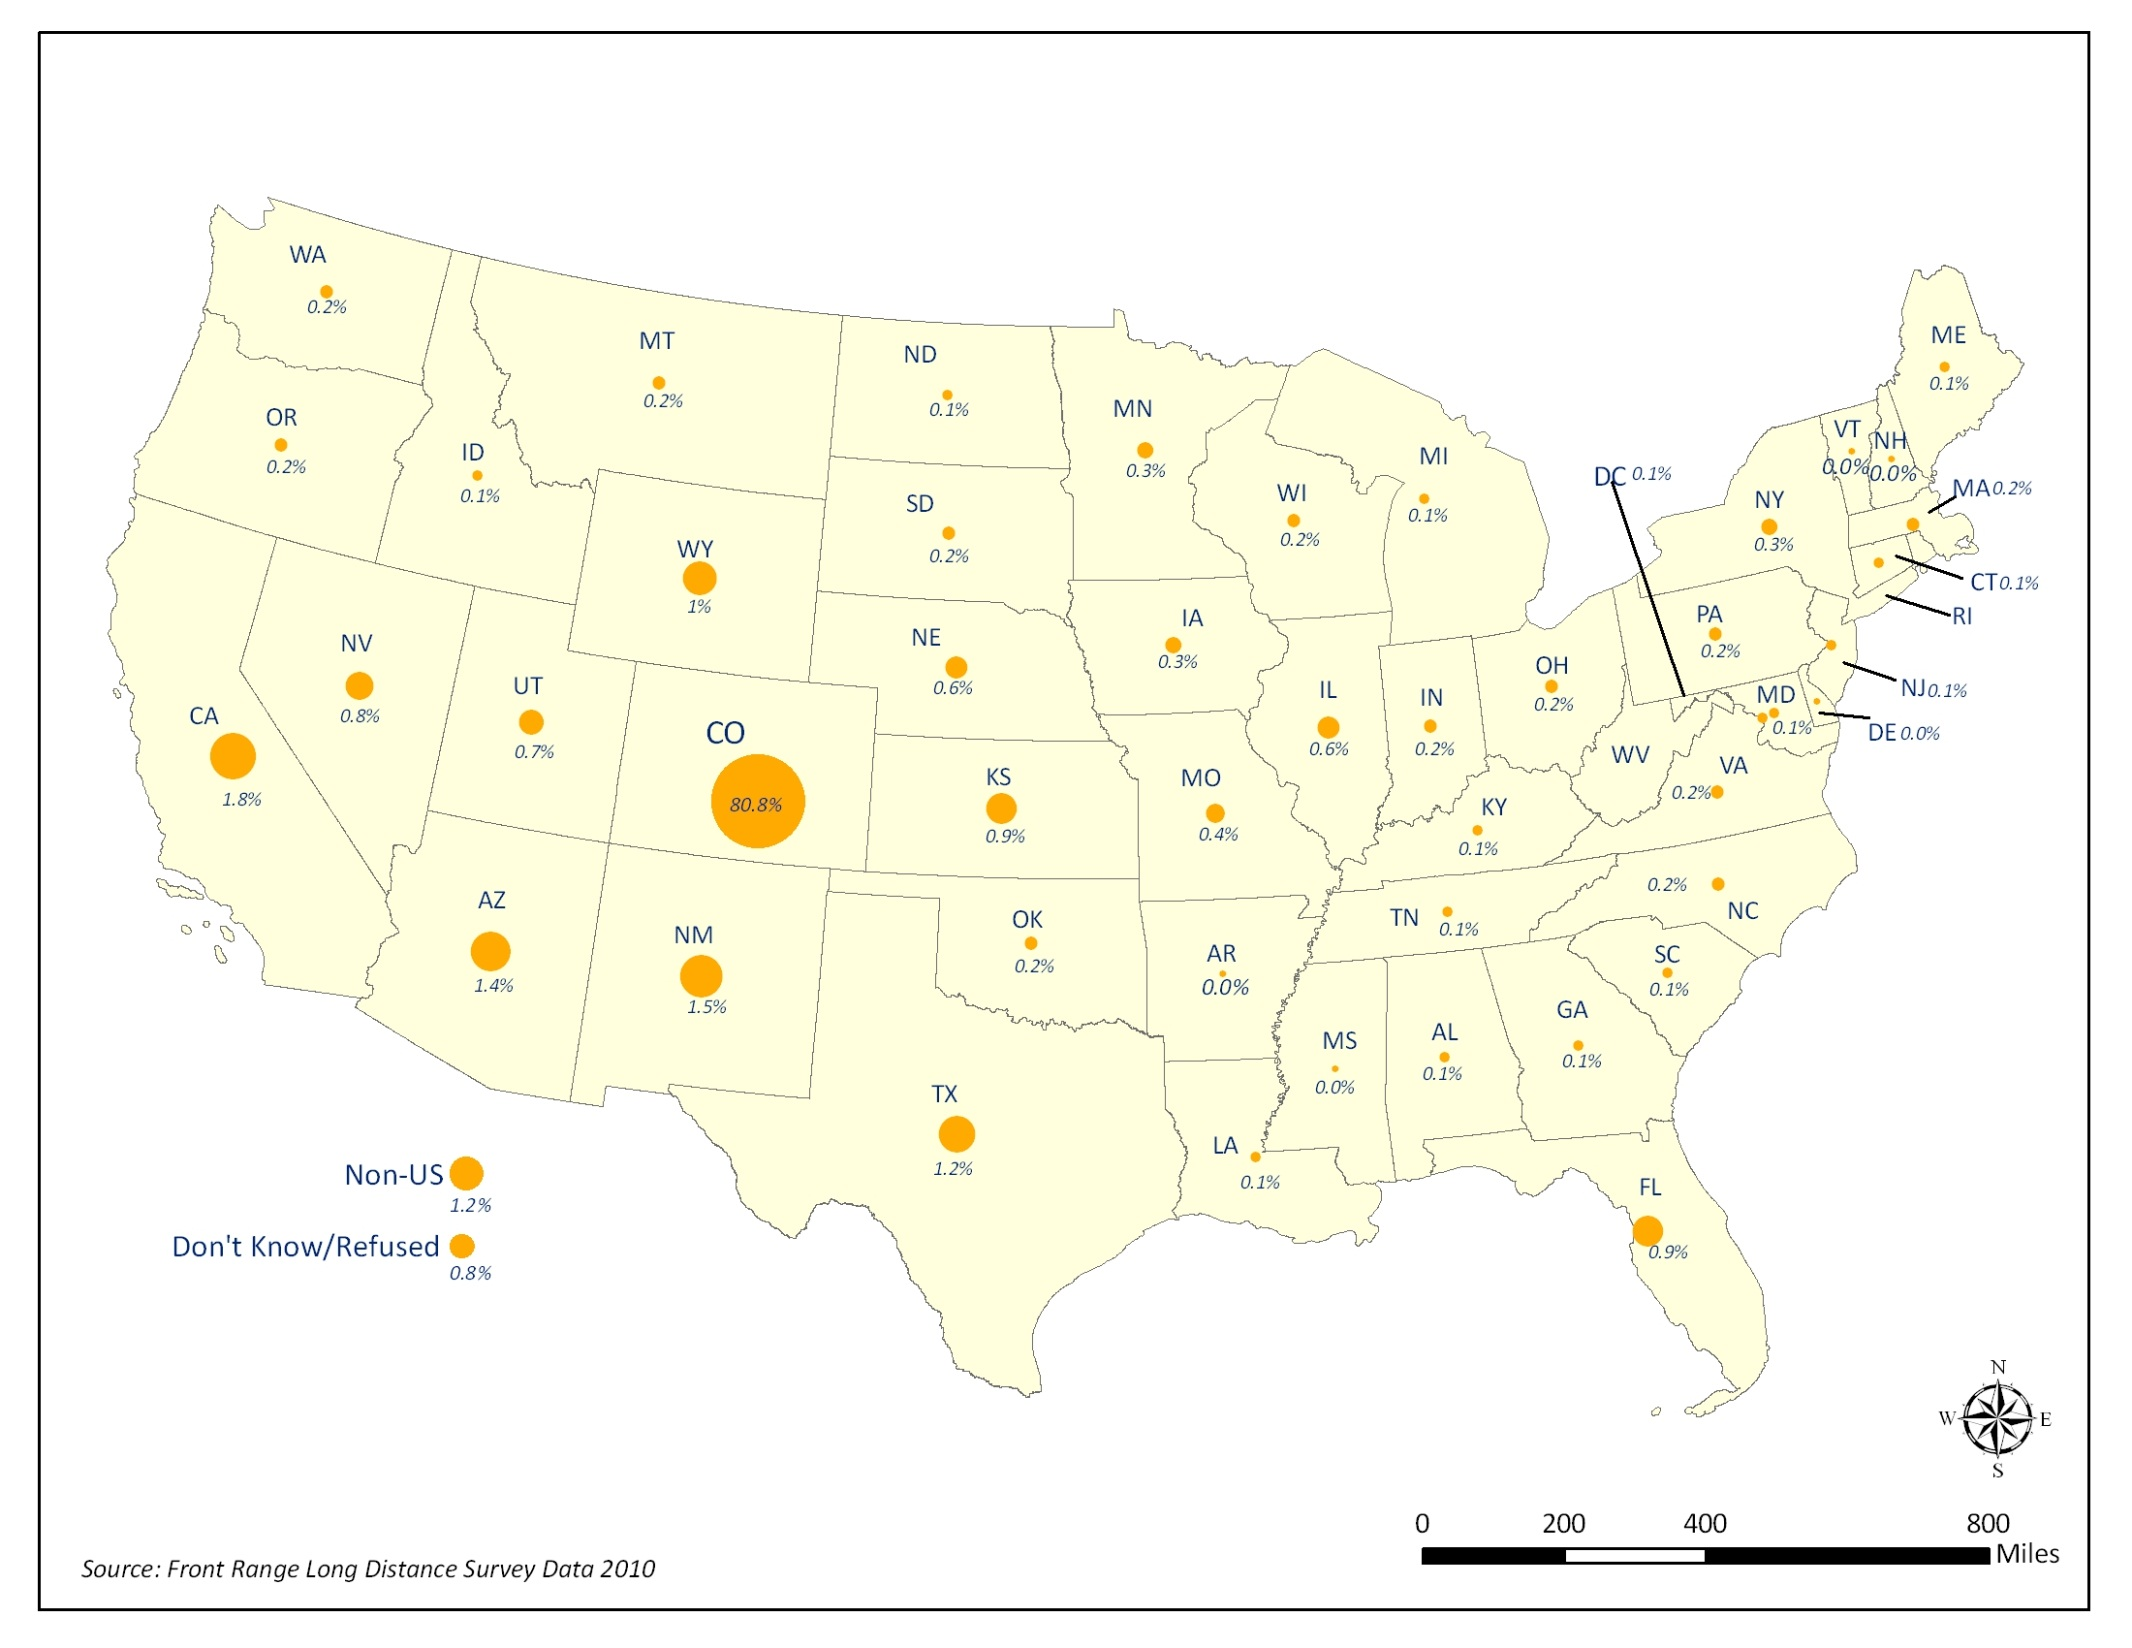 WA
0.2%
MT
0.2%
ND
0.1%
ME
0.1%
OR
0.2%
ID
0.1%
MN
0.3%
MI
0.1%
VT
0.0%
NH
0.0%
WI
0.2%
DC 0.1%
MA 0.2%
NY
0.3%
SD
0.2%
WY
1%
CT 0.1%
RI
PA
0.2%
IA
0.3%
NE
0.6%
NV
0.8%
UT
0.7%
OH
0.2%
IN
0.2%
IL
0.6%
NJ 0.1%
MD
0.1%
DE 0.0%
CA
1.8%
CO
80.8%
KS
0.9%
MO
0.4%
WV
VA
0.2%
KY
0.1%
0.2%
NC
TN
0.1%
AZ
1.4%
NM
1.5%
OK
0.2%
AR
0.0%
SC
0.1%
GA
0.1%
MS
0.0%
AL
0.1%
TX
1.2%
LA
0.1%
FL
0.9%
Non-US
1.2%
Don't Know/Refused
0.8%
N
W E
S
0 200 400 800
Miles
Source: Front Range Long Distance Survey Data 2010